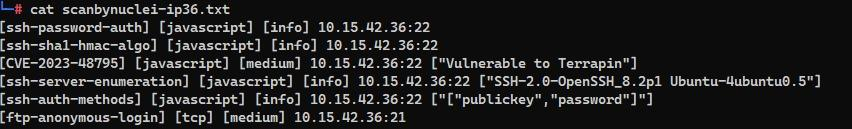 # cat scanbynuclei-ip36.txt
[ssh-password-auth] [javascript] [info] 10.15.42.36:22
[ssh-sha1-hmac-algo] [javascript] [info] 10.15.42.36:22
[CVE-2023-48795] [javascript] [medium] 10.15.42.36:22 ["Vulnerable to Terrapin"]
[ssh-server-enumeration] [javascript] [info] 10.15.42.36:22 ["SSH-2.0-OpenSSH_8.2p1 Ubuntu-4ubuntu0.5"]
[ssh-auth-methods] [javascript] [info] 10.15.42.36:22 ["["publickey","password"]"]
[ftp-anonymous-login] [tcp] [medium] 10.15.42.36:21